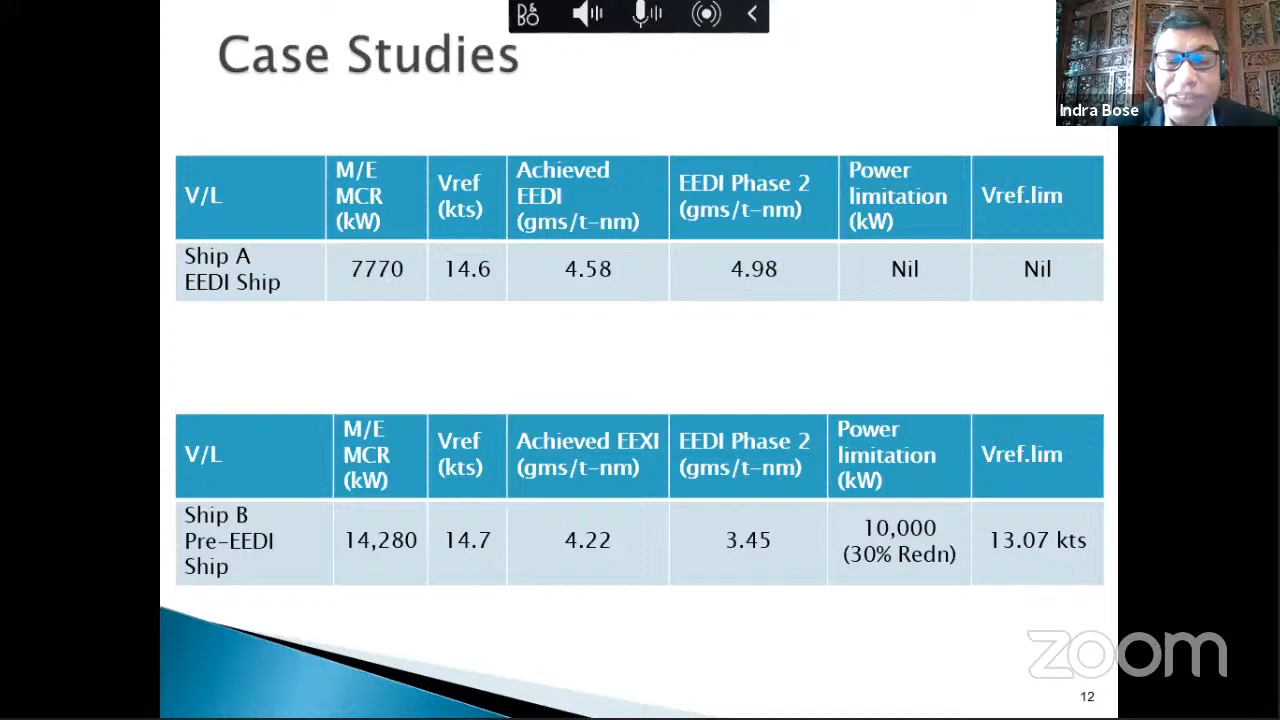 B&O
Case Studies
Indra Bose
V/L
M/E
MCR
(kW)
Vref
(kts)
Achieved
EEDI
(gms/t-nm)
EEDI Phase 2
(gms/t-nm)
Power
limitation
(kW)
Vref.lim
Ship A
EEDI Ship
7770
14.6
4.58
4.98
Nil
Nil
V/L
M/E
MCR
(kW)
Vref
(kts)
Achieved EEXI
(gms/t-nm)
EEDI Phase 2
(gms/t-nm)
Power
limitation
(kW)
Vref.lim
Ship B
Pre-EEDI
Ship
14,280
14.7
4.22
3.45
10,000
(30% Redn)
13.07 kts
zoom
12